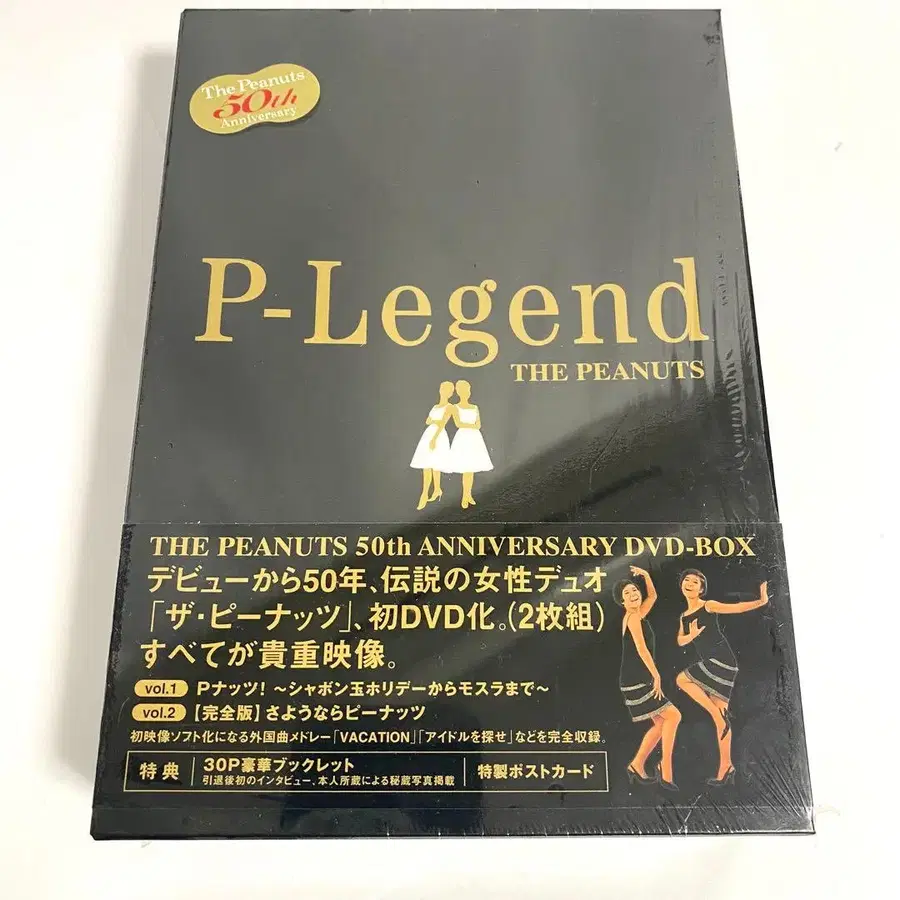 The Peanuts
50th
Anniversary
P-Legend
THE PEANUTS
THE PEANUTS 50th ANNIVERSARY DVD-BOX
デビューから50年、伝説の女性デュオ
「ザ・ピーナッツ」、初DVD化。(2枚組)
すべてが貴重映像。
vol.1 Pナッツ! 〜シャボン玉ホリデーからモスラまで〜
vol.2 【完全版】さようならピーナッツ
初映像ソフト化になる外国曲メドレー「VACATION」「アイドルを探せ」などを完全収録。
特典 30P豪華ブックレット 特製ポストカード
引退後初のインタビュー、本人所蔵による秘蔵写真掲載